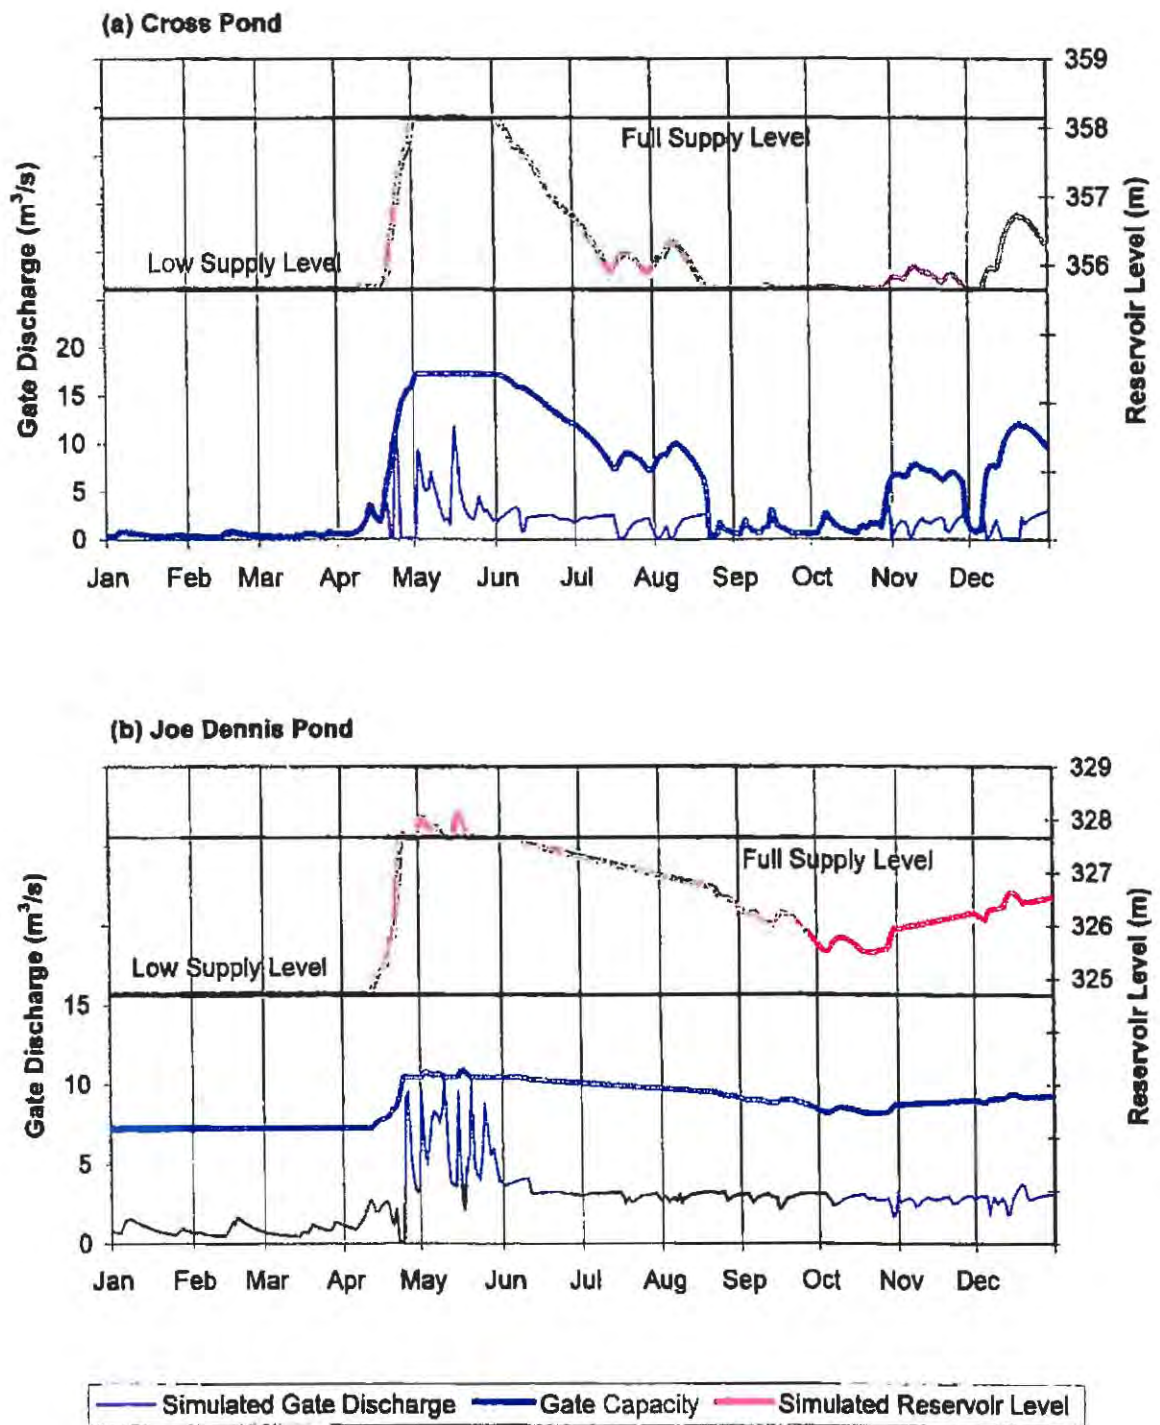 (a) Cross Pond
359
358
357
356
Full Supply Level
Low Supply Level
Gate Discharge (m³/s)
Reservoir Level (m)
20
15
10
5
0
Jan Feb Mar Apr May Jun Jul Aug Sep Oct Nov Dec
(b) Joe Dennis Pond
329
328
327
326
325
Full Supply Level
Low Supply Level
Gate Discharge (m³/s)
Reservoir Level (m)
15
10
5
0
Jan Feb Mar Apr May Jun Jul Aug Sep Oct Nov Dec
Simulated Gate Discharge Gate Capacity Simulated Reservoir Level